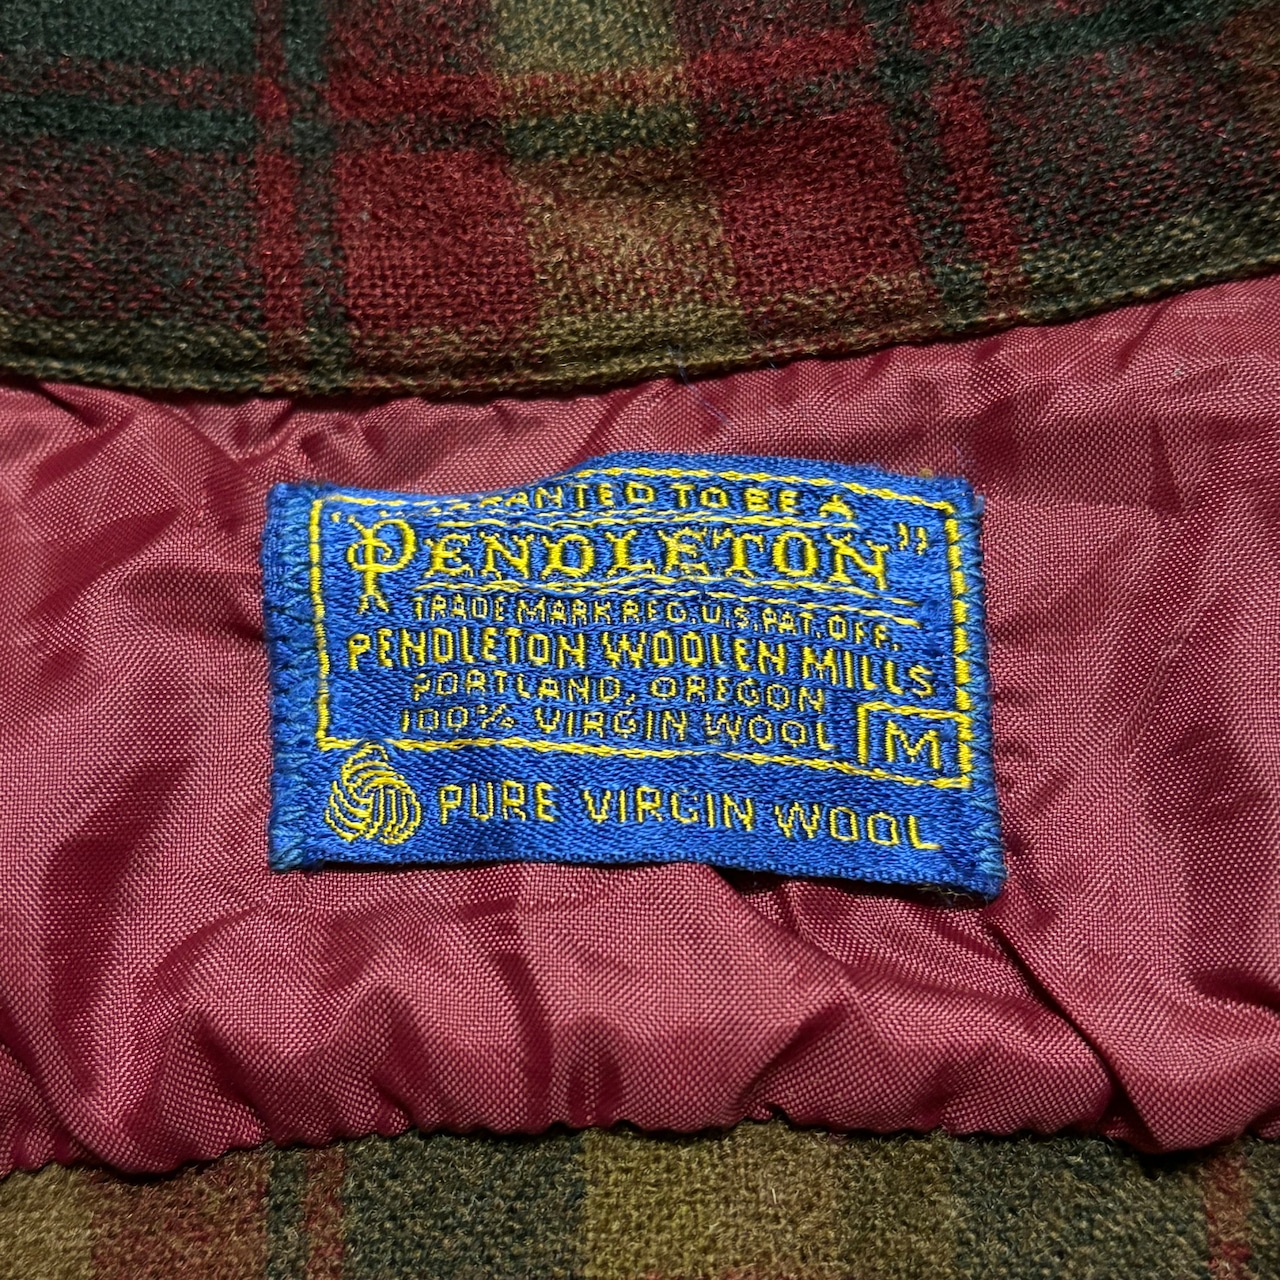 WARRANTED TO BE A
"PENDLETON"
TRADE MARK REG. U.S. PAT. OFF.
PENDLETON WOOLEN MILLS
PORTLAND, OREGON
100% VIRGIN WOOL
M
PURE VIRGIN WOOL